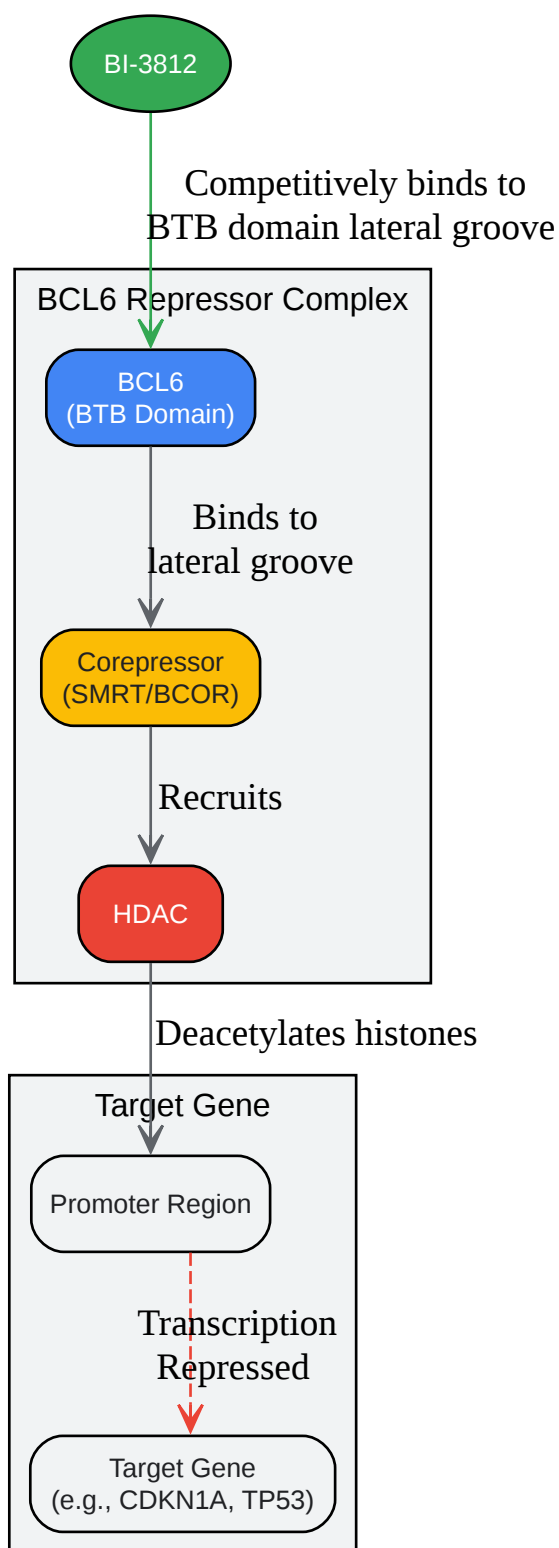 BI-3812
Competitively binds to
BTB domain lateral groove
BCL6 Repressor Complex
BCL6
(BTB Domain)
Binds to
lateral groove
Corepressor
(SMRT/BCOR)
Recruits
HDAC
Deacetylates histones
Target Gene
Promoter Region
Transcription
Repressed
Target Gene
(e.g., CDKN1A, TP53)